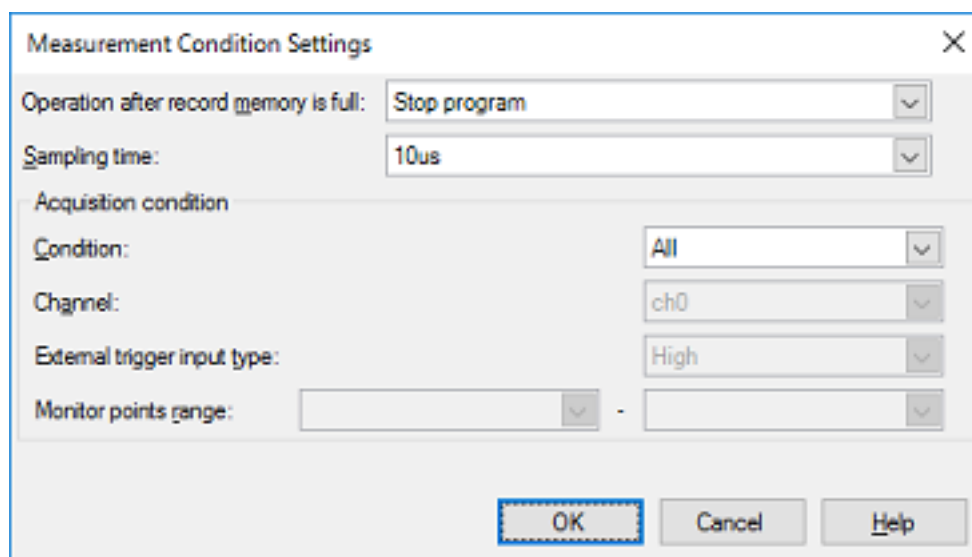 Measurement Condition Settings
Operation after record memory is full: Stop program
Sampling time: 10us
Acquisition condition
Condition: All
Channel: ch0
External trigger input type: High
Monitor points range: -
OK Cancel Help